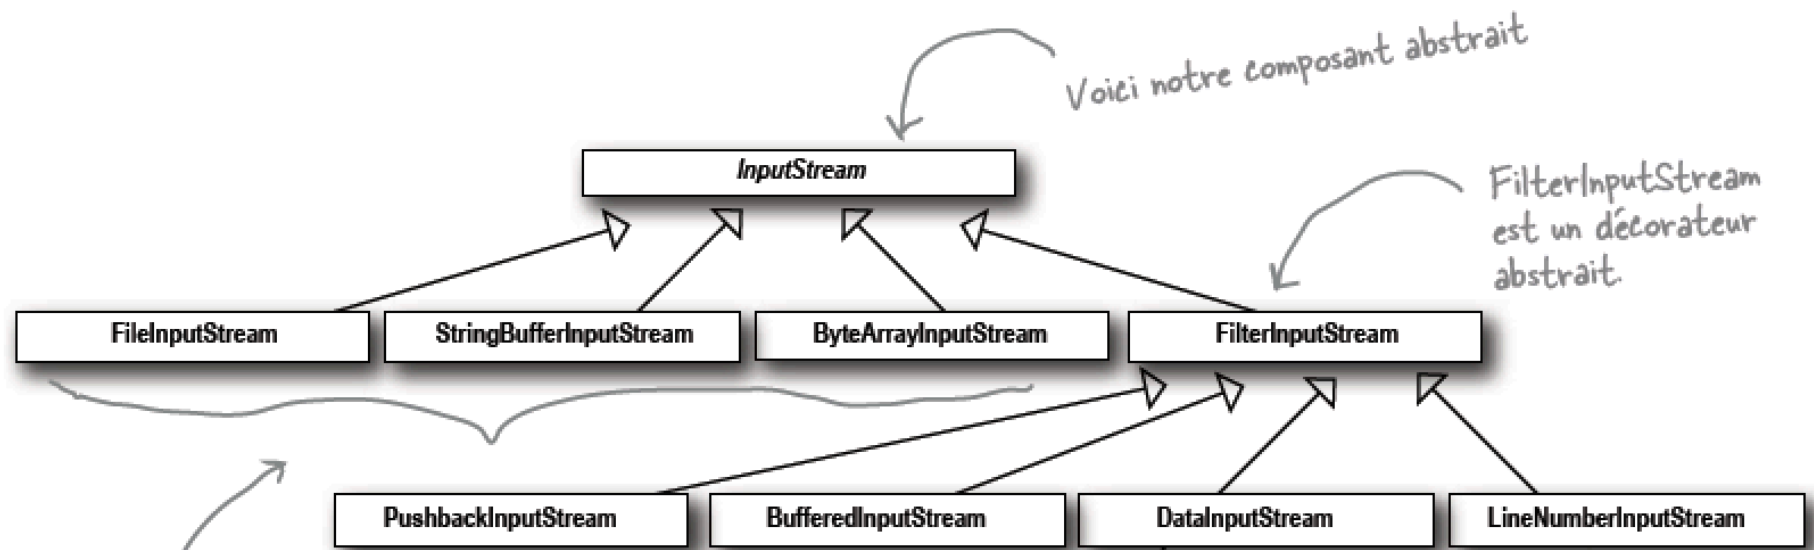 Voici notre composant abstrait
InputStream
FilterInputStream
est un décorateur
abstrait.
FileInputStream
StringBufferInputStream
ByteArrayInputStream
FilterInputStream
PushbackInputStream
BufferedInputStream
DataInputStream
LineNumberInputStream